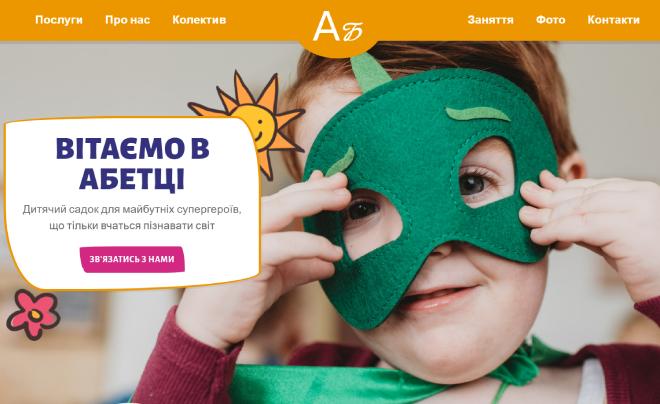 Послуги Про нас Колектив
АБ
Заняття Фото Контакти
ВІТАЄМО В
АБЕТЦІ
Дитячий садок для майбутніх супергероїв,
що тільки вчаться пізнавати світ
ЗВ'ЯЗАТИСЬ З НАМИ